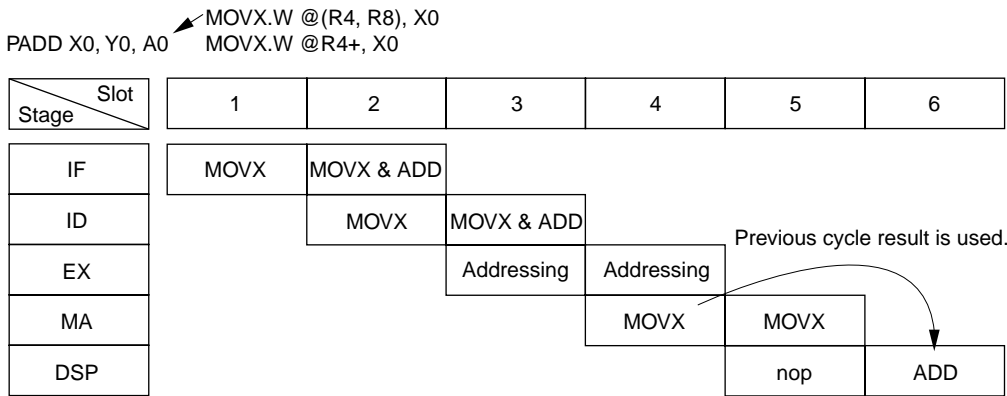 MOVX.W @(R4, R8), X0
PADD X0, Y0, A0 MOVX.W @R4+, X0
Slot
Stage
1 2 3 4 5 6
IF MOVX MOVX & ADD
ID MOVX MOVX & ADD
Previous cycle result is used.
EX Addressing Addressing
MA MOVX MOVX
DSP nop ADD